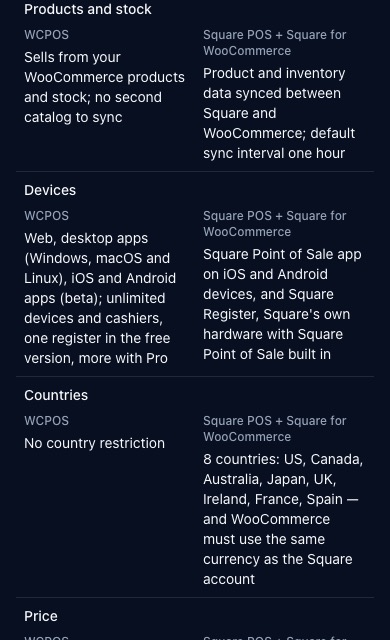 Products and stock
WCPOS
Sells from your
WooCommerce products
and stock; no second
catalog to sync
Square POS + Square for
WooCommerce
Product and inventory
data synced between
Square and
WooCommerce; default
sync interval one hour
Devices
WCPOS
Web, desktop apps
(Windows, macOS and
Linux), iOS and Android
apps (beta); unlimited
devices and cashiers,
one register in the free
version, more with Pro
Square POS + Square for
WooCommerce
Square Point of Sale app
on iOS and Android
devices, and Square
Register, Square's own
hardware with Square
Point of Sale built in
Countries
WCPOS
No country restriction
Square POS + Square for
WooCommerce
8 countries: US, Canada,
Australia, Japan, UK,
Ireland, France, Spain —
and WooCommerce
must use the same
currency as the Square
account
Price
WCPOS
Square POS + Square for